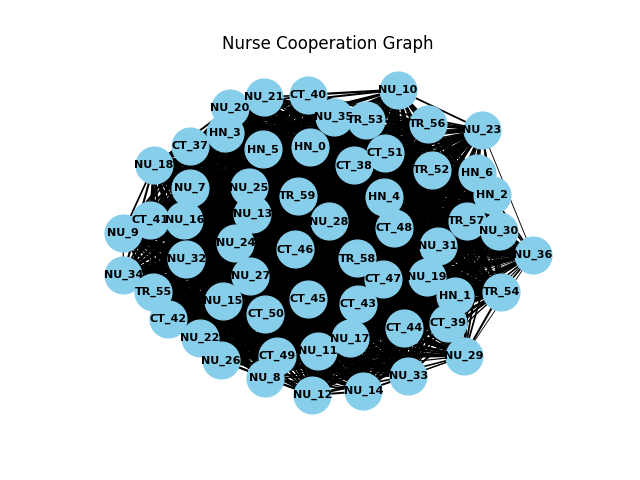 Nurse Cooperation Graph
NU_10
CT_40
NU_21
NU_20
NU_35
TR_53
TR_56
NU_23
HN_3
CT_37
HN_5
HN_0
CT_51
CT_38
NU_18
TR_52
HN_6
NU_7
NU_25
TR_59
HN_4
HN_2
NU_13
CT_41
NU_16
NU_28
TR_57
CT_48
NU_30
NU_9
NU_24
CT_46
NU_31
NU_36
NU_32
TR_58
NU_34
NU_27
CT_47
NU_19
TR_55
TR_54
HN_1
NU_15
CT_45
CT_43
CT_50
CT_42
CT_39
CT_44
NU_22
NU_17
NU_11
CT_49
NU_29
NU_26
NU_8
NU_33
NU_14
NU_12